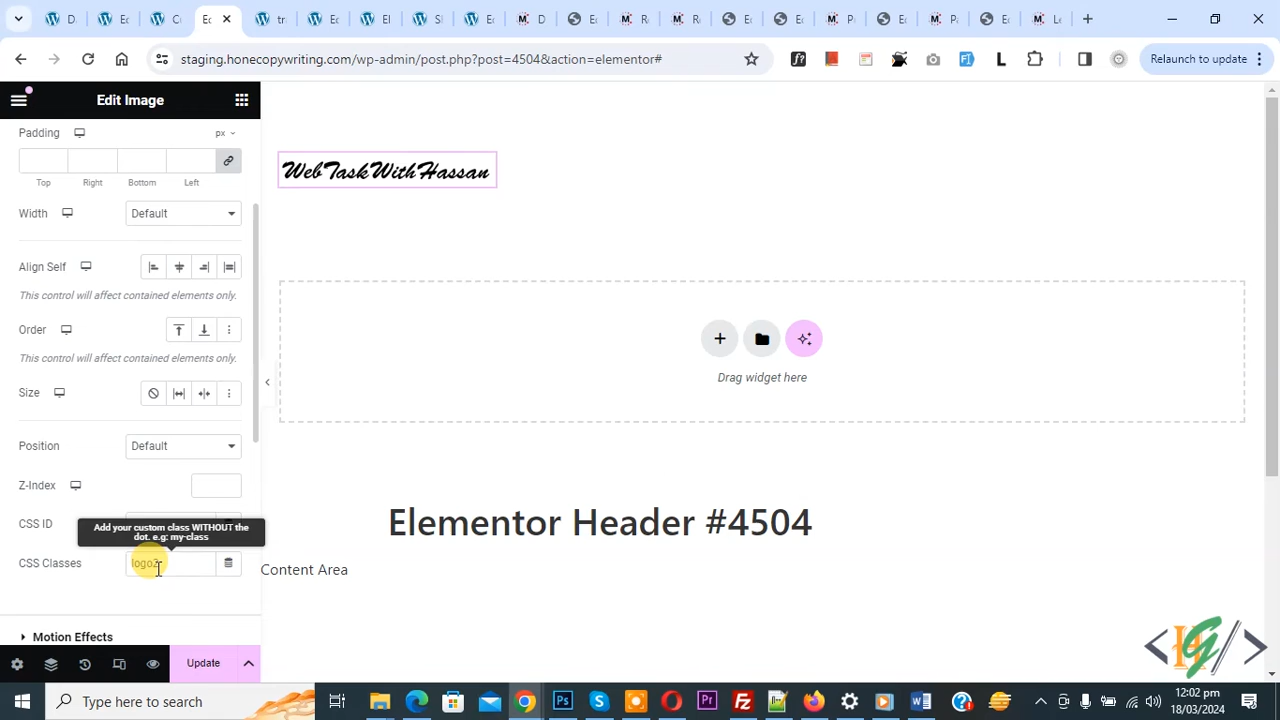 staging.honecopywriting.com/wp-admin/post.php?post=4504&action=elementor#
Relaunch to update
Edit Image
Padding
px
Top
Right
Bottom
Left
Width
Default
Align Self
This control will affect contained elements only.
Order
This control will affect contained elements only.
Size
Position
Default
Z-Index
CSS ID
Add your custom class WITHOUT the
dot. e.g: my-class
CSS Classes
Motion Effects
Update
WebTaskWithHassan
Drag widget here
Elementor Header #4504
Content Area
Type here to search
12:02 pm
18/03/2024